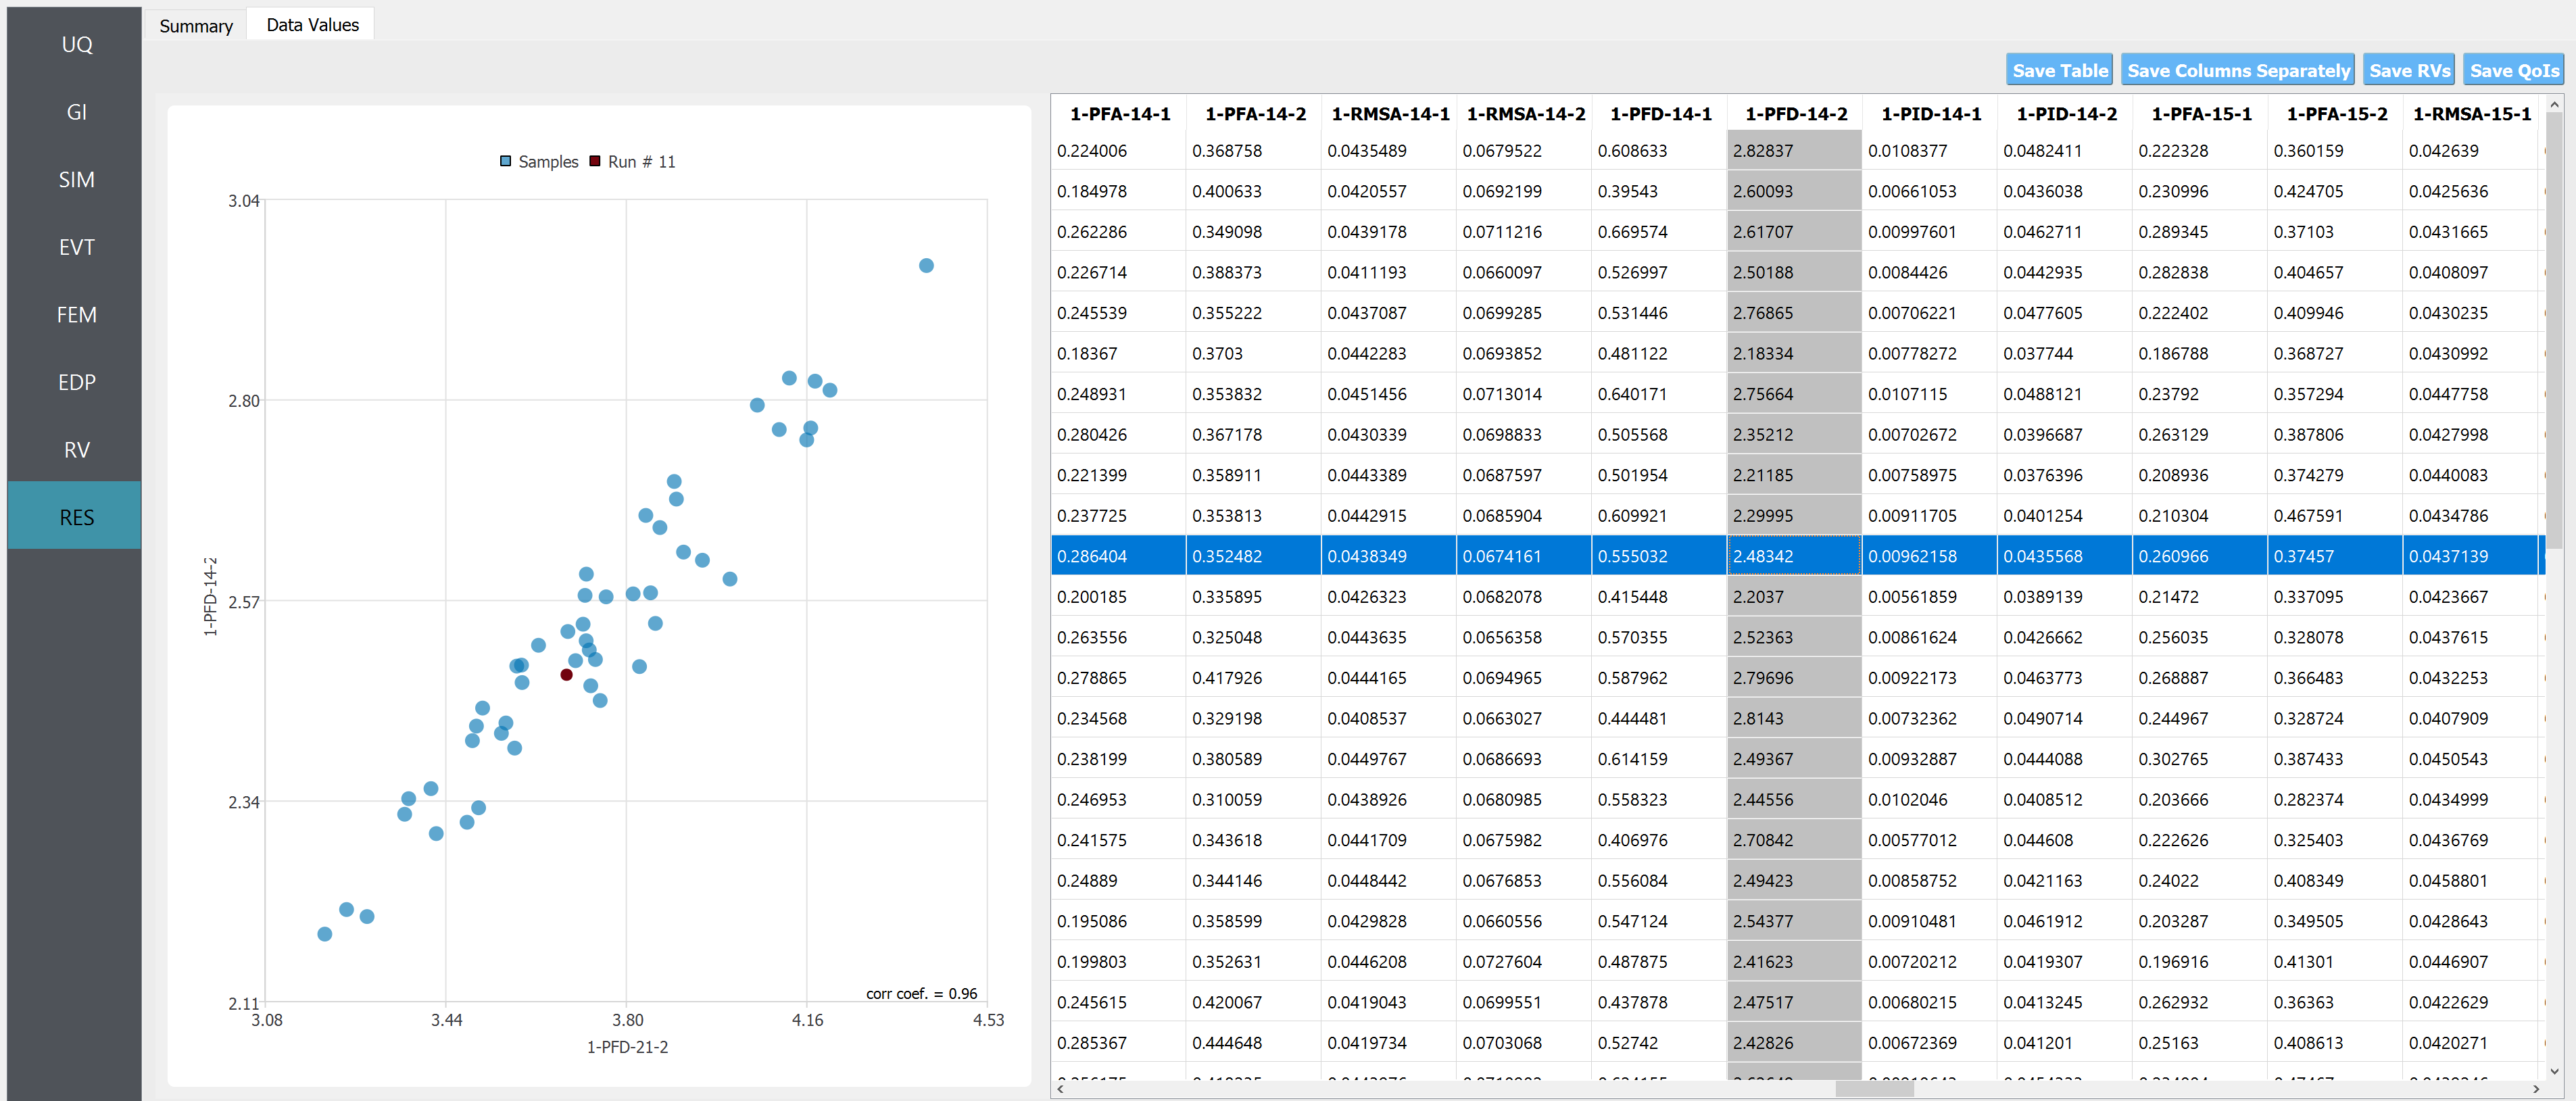 Summary Data Values
UQ
GI
SIM
EVT
FEM
EDP
RV
RES
Save Table Save Columns Separately Save RVs Save QoIs
Samples Run # 11
3.04
2.80
2.57
2.34
2.11
1-PFD-14-2
corr coef. = 0.96
3.08 3.44 3.80 4.16 4.53
1-PFD-21-2
1-PFA-14-1 1-PFA-14-2 1-RMSA-14-1 1-RMSA-14-2 1-PFD-14-1 1-PFD-14-2 1-PID-14-1 1-PID-14-2 1-PFA-15-1 1-PFA-15-2 1-RMSA-15-1
0.224006 0.368758 0.0435489 0.0679522 0.608633 2.82837 0.0108377 0.0482411 0.222328 0.360159 0.042639
0.184978 0.400633 0.0420557 0.0692199 0.39543 2.60093 0.00661053 0.0436038 0.230996 0.424705 0.0425636
0.262286 0.349098 0.0439178 0.0711216 0.669574 2.61707 0.00997601 0.0462711 0.289345 0.37103 0.0431665
0.226714 0.388373 0.0411193 0.0660097 0.526997 2.50188 0.0084426 0.0442935 0.282838 0.404657 0.0408097
0.245539 0.355222 0.0437087 0.0699285 0.531446 2.76865 0.00706221 0.0477605 0.222402 0.409946 0.0430235
0.18367 0.3703 0.0442283 0.0693852 0.481122 2.18334 0.00778272 0.037744 0.186788 0.368727 0.0430992
0.248931 0.353832 0.0451456 0.0713014 0.640171 2.75664 0.0107115 0.0488121 0.23792 0.357294 0.0447758
0.280426 0.367178 0.0430339 0.0698833 0.505568 2.35212 0.00702672 0.0396687 0.263129 0.387806 0.0427998
0.221399 0.358911 0.0443389 0.0687597 0.501954 2.21185 0.00758975 0.0376396 0.208936 0.374279 0.0440083
0.237725 0.353813 0.0442915 0.0685904 0.609921 2.29995 0.00911705 0.0401254 0.210304 0.467591 0.0434786
0.286404 0.352482 0.0438349 0.0674161 0.555032 2.48342 0.00962158 0.0435568 0.260966 0.37457 0.0437139
0.200185 0.335895 0.0426323 0.0682078 0.415448 2.2037 0.00561859 0.0389139 0.21472 0.337095 0.0423667
0.263556 0.325048 0.0443635 0.0656358 0.570355 2.52363 0.00861624 0.0426662 0.256035 0.328078 0.0437615
0.278865 0.417926 0.0444165 0.0694965 0.587962 2.79696 0.00922173 0.0463773 0.268887 0.366483 0.0432253
0.234568 0.329198 0.0408537 0.0663027 0.444481 2.8143 0.00732362 0.0490714 0.244967 0.328724 0.0407909
0.238199 0.380589 0.0449767 0.0686693 0.614159 2.49367 0.00932887 0.0444088 0.302765 0.387433 0.0450543
0.246953 0.310059 0.0438926 0.0680985 0.558323 2.44556 0.0102046 0.0408512 0.203666 0.282374 0.0434999
0.241575 0.343618 0.0441709 0.0675982 0.406976 2.70842 0.00577012 0.044608 0.222626 0.325403 0.0436769
0.24889 0.344146 0.0448442 0.0676853 0.556084 2.49423 0.00858752 0.0421163 0.24022 0.408349 0.0458801
0.195086 0.358599 0.0429828 0.0660556 0.547124 2.54377 0.00910481 0.0461912 0.203287 0.349505 0.0428643
0.199803 0.352631 0.0446208 0.0727604 0.487875 2.41623 0.00720212 0.0419307 0.196916 0.41301 0.0446907
0.245615 0.420067 0.0419043 0.0699551 0.437878 2.47517 0.00680215 0.0413245 0.262932 0.36363 0.0422629
0.285367 0.444648 0.0419734 0.0703068 0.52742 2.42826 0.00672369 0.041201 0.25163 0.408613 0.0420271